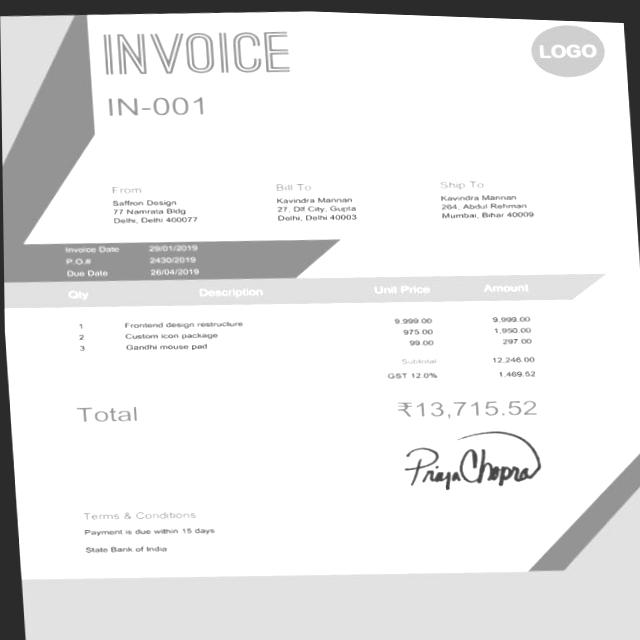 INVOICE
LOGO
IN-001
From
Saffron Design
77 Namrata Bldg
Delhi, Delhi 400077
Bill To
Kavindra Mannan
27, Dlf City, Gupta
Delhi, Delhi 40003
Ship To
Kavindra Mannan
264, Abdul Rehman
Mumbai, Bihar 40009
Invoice Date 29/01/2019
P.O.# 2430/2019
Due Date 26/04/2019
Qty Description Unit Price Amount
1 Frontend design restructure 9,999.00 9,999.00
2 Custom icon package 975.00 1,950.00
3 Gandhi mouse pad 99.00 297.00
Subtotal 12,246.00
GST 12.0% 1,469.52
Total ₹13,715.52
Priya Chopra
Terms & Conditions
Payment is due within 15 days
State Bank of India